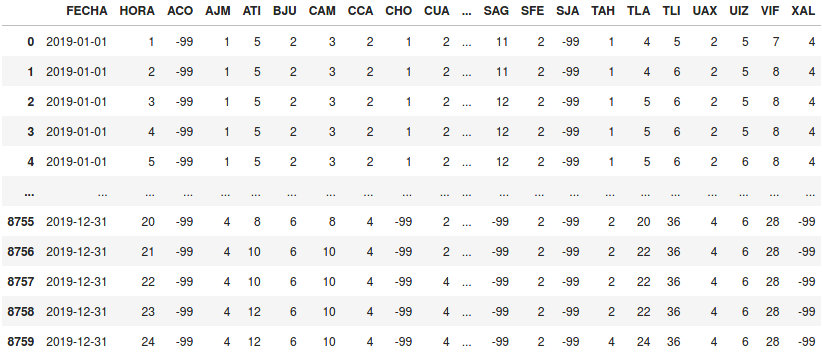 FECHA HORA ACO AJM ATI BJU CAM CCA CHO CUA ... SAG SFE SJA TAH TLA TLI UAX UIZ VIF XAL
0 2019-01-01 1 -99 1 5 2 3 2 1 2 ... 11 2 -99 1 4 5 2 5 7 4
1 2019-01-01 2 -99 1 5 2 3 2 1 2 ... 11 2 -99 1 4 6 2 5 8 4
2 2019-01-01 3 -99 1 5 2 3 2 1 2 ... 12 2 -99 1 5 6 2 5 8 4
3 2019-01-01 4 -99 1 5 2 3 2 1 2 ... 12 2 -99 1 5 6 2 5 8 4
4 2019-01-01 5 -99 1 5 2 3 2 1 2 ... 12 2 -99 1 5 6 2 6 8 4
... ... ... ... ... ... ... ... ... ... ... ... ... ... ... ... ... ... ... ... ... ...
8755 2019-12-31 20 -99 4 8 6 8 4 -99 2 ... -99 2 -99 2 20 36 4 6 28 -99
8756 2019-12-31 21 -99 4 10 6 10 4 -99 2 ... -99 2 -99 2 22 36 4 6 28 -99
8757 2019-12-31 22 -99 4 10 6 10 4 -99 4 ... -99 2 -99 2 22 36 4 6 28 -99
8758 2019-12-31 23 -99 4 12 6 10 4 -99 4 ... -99 2 -99 2 22 36 4 6 28 -99
8759 2019-12-31 24 -99 4 12 6 10 4 -99 4 ... -99 2 -99 4 24 36 4 6 28 -99